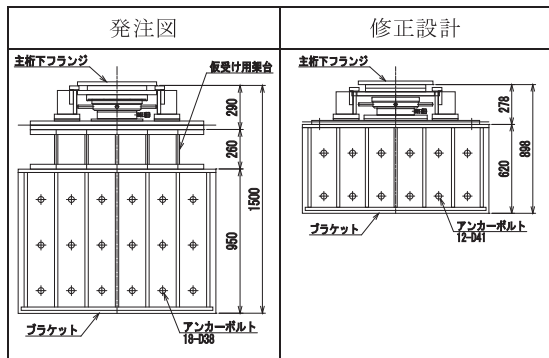 発注図
修正設計
主桁下フランジ
仮受け用架台
290
260
950
1500
ブラケット
アンカーボルト
18-D38
主桁下フランジ
278
620
898
ブラケット
アンカーボルト
12-D41